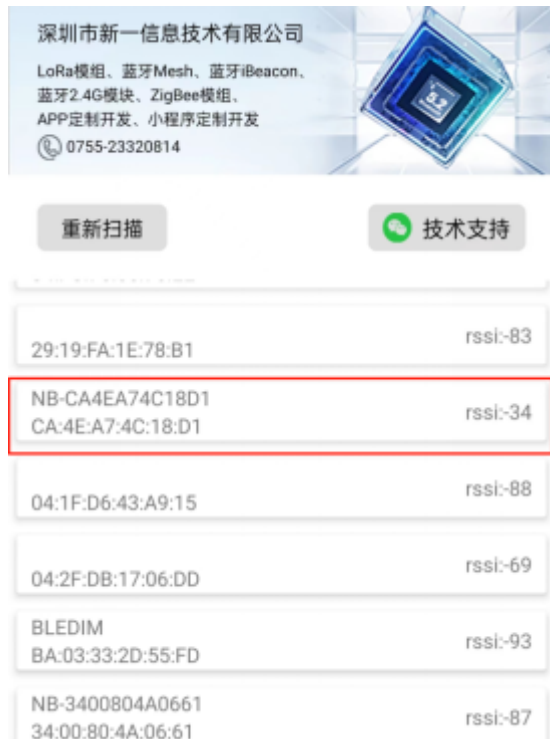 深圳市新一信息技术有限公司
LoRa模组、蓝牙Mesh、蓝牙iBeacon、
蓝牙2.4G模块、ZigBee模组、
APP定制开发、小程序定制开发
0755-23320814
5.2
重新扫描
技术支持
29:19:FA:1E:78:B1
rssi:-83
NB-CA4EA74C18D1
CA:4E:A7:4C:18:D1
rssi:-34
04:1F:D6:43:A9:15
rssi:-88
04:2F:DB:17:06:DD
rssi:-69
BLEDIM
BA:03:33:2D:55:FD
rssi:-93
NB-3400804A0661
34:00:80:4A:06:61
rssi:-87